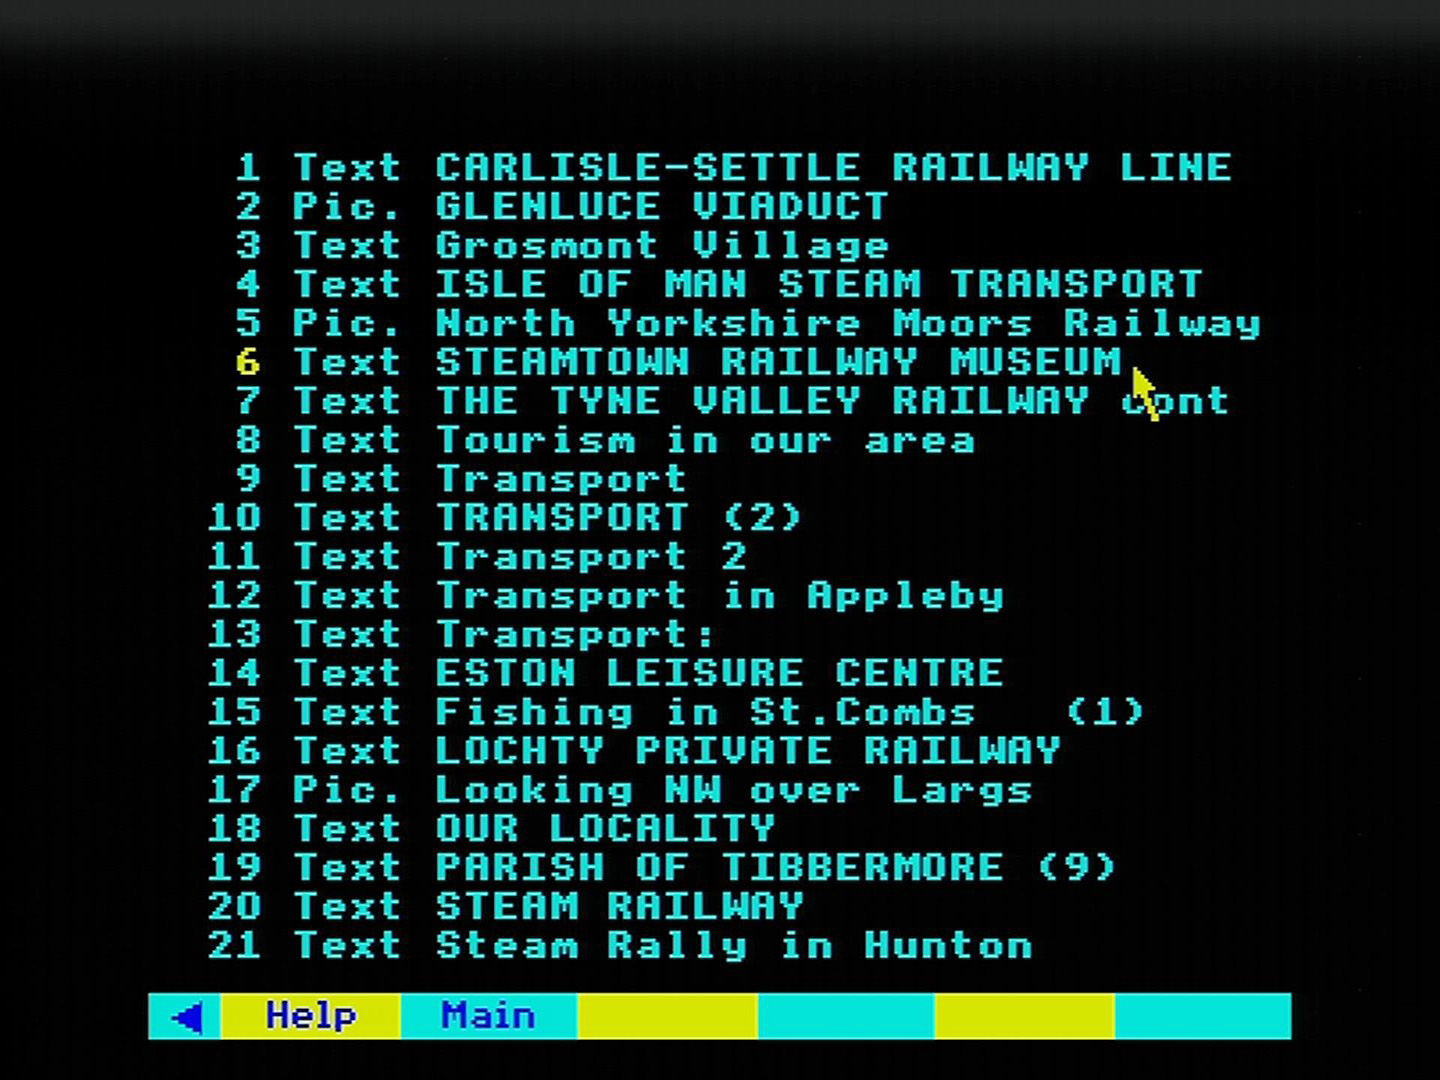 1 Text CARLISLE-SETTLE RAILWAY LINE
2 Pic. GLENLUCE VIADUCT
3 Text Grosmont Village
4 Text ISLE OF MAN STEAM TRANSPORT
5 Pic. North Yorkshire Moors Railway
6 Text STEAMTOWN RAILWAY MUSEUM
7 Text THE TYNE VALLEY RAILWAY cont
8 Text Tourism in our area
9 Text Transport
10 Text TRANSPORT (2)
11 Text Transport 2
12 Text Transport in Appleby
13 Text Transport:
14 Text ESTON LEISURE CENTRE
15 Text Fishing in St.Combs (1)
16 Text LOCHTY PRIVATE RAILWAY
17 Pic. Looking NW over Largs
18 Text OUR LOCALITY
19 Text PARISH OF TIBBERMORE (9)
20 Text STEAM RAILWAY
21 Text Steam Rally in Hunton
Help Main